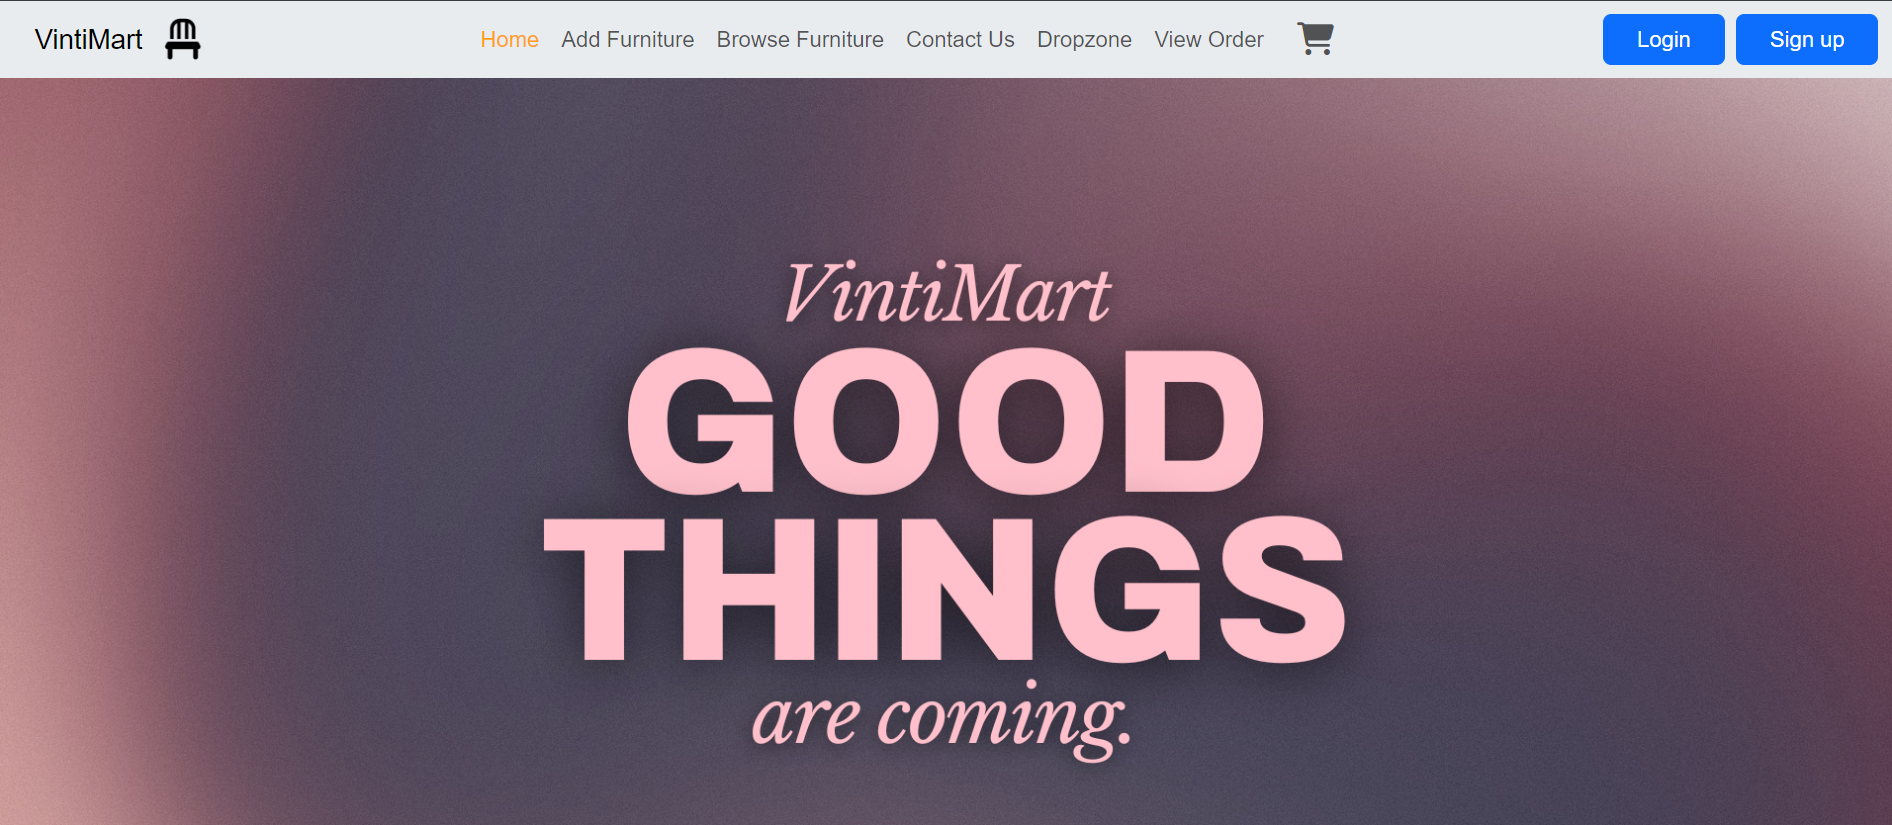 VintiMart Home Add Furniture Browse Furniture Contact Us Dropzone View Order Login Sign up
VintiMart
GOOD
THINGS
are coming.